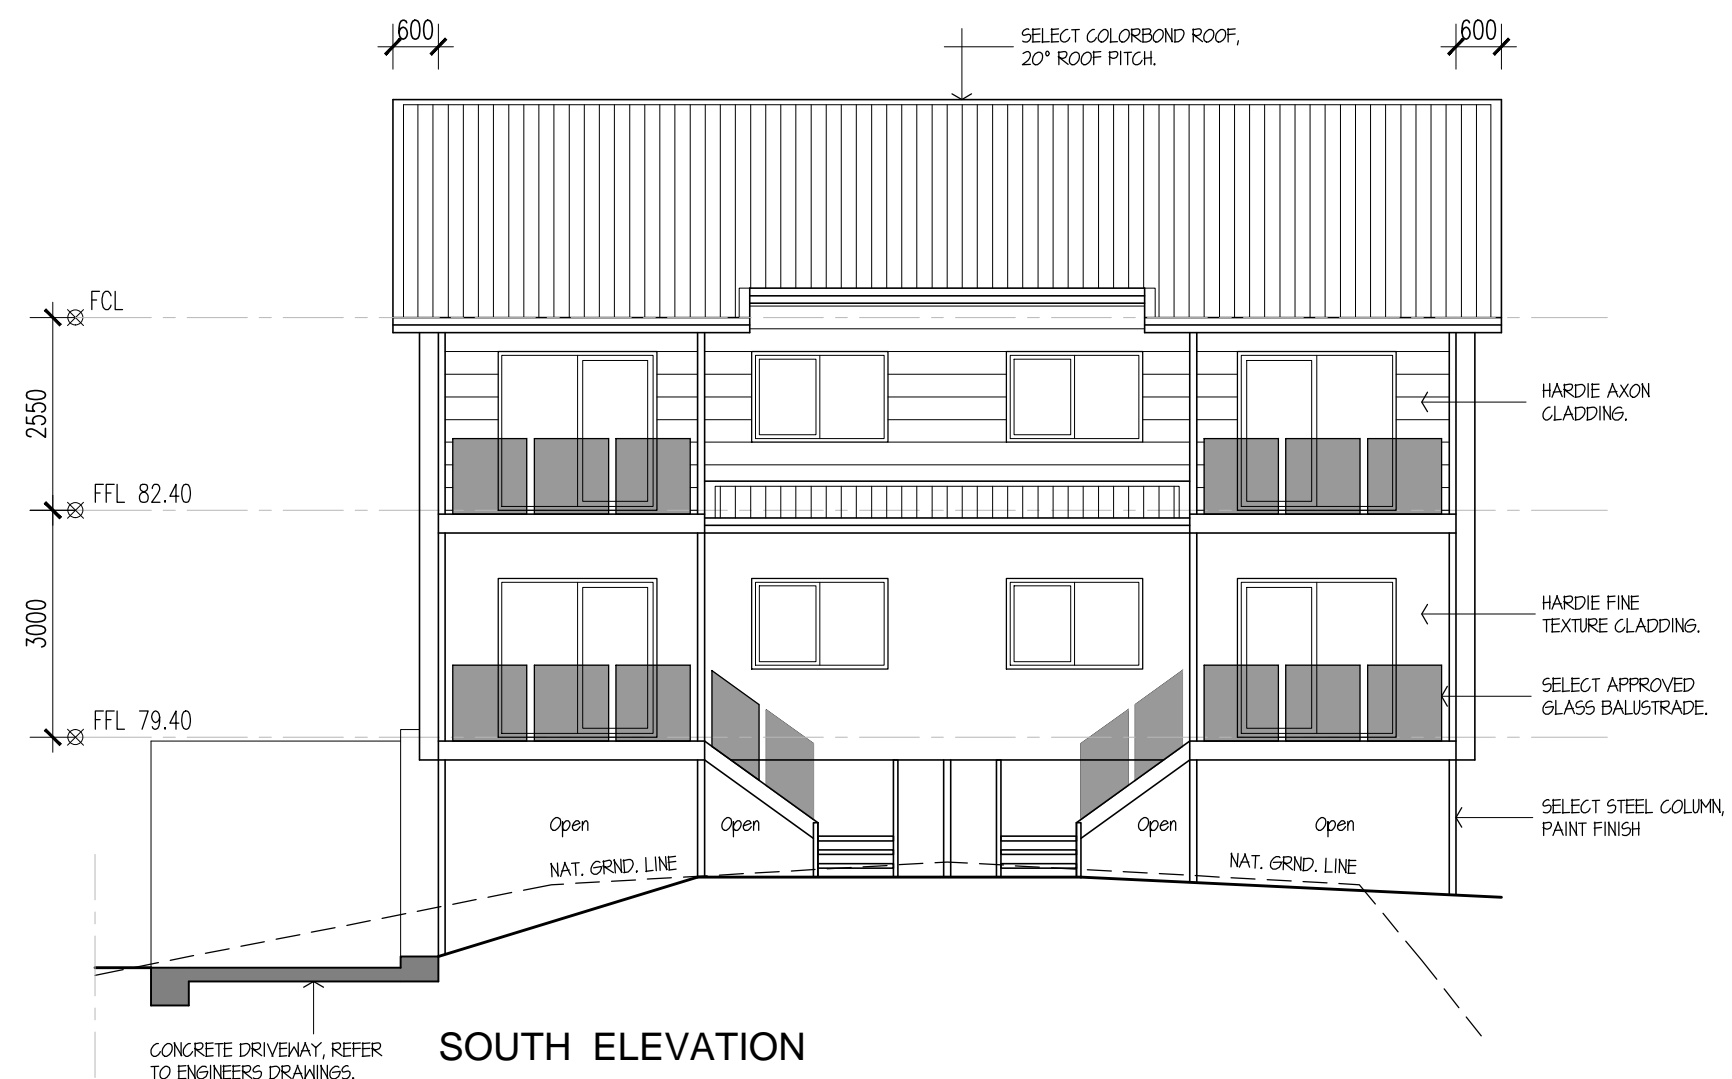 600
SELECT COLORBOND ROOF,
20° ROOF PITCH.
600
FCL
2550
HARDIE AXON
CLADDING.
FFL 82.40
3000
HARDIE FINE
TEXTURE CLADDING.
SELECT APPROVED
GLASS BALUSTRADE.
FFL 79.40
SELECT STEEL COLUMN,
PAINT FINISH
Open
Open
Open
Open
NAT. GRND. LINE
NAT. GRND. LINE
SOUTH ELEVATION
CONCRETE DRIVEWAY, REFER
TO ENGINEERS DRAWINGS.